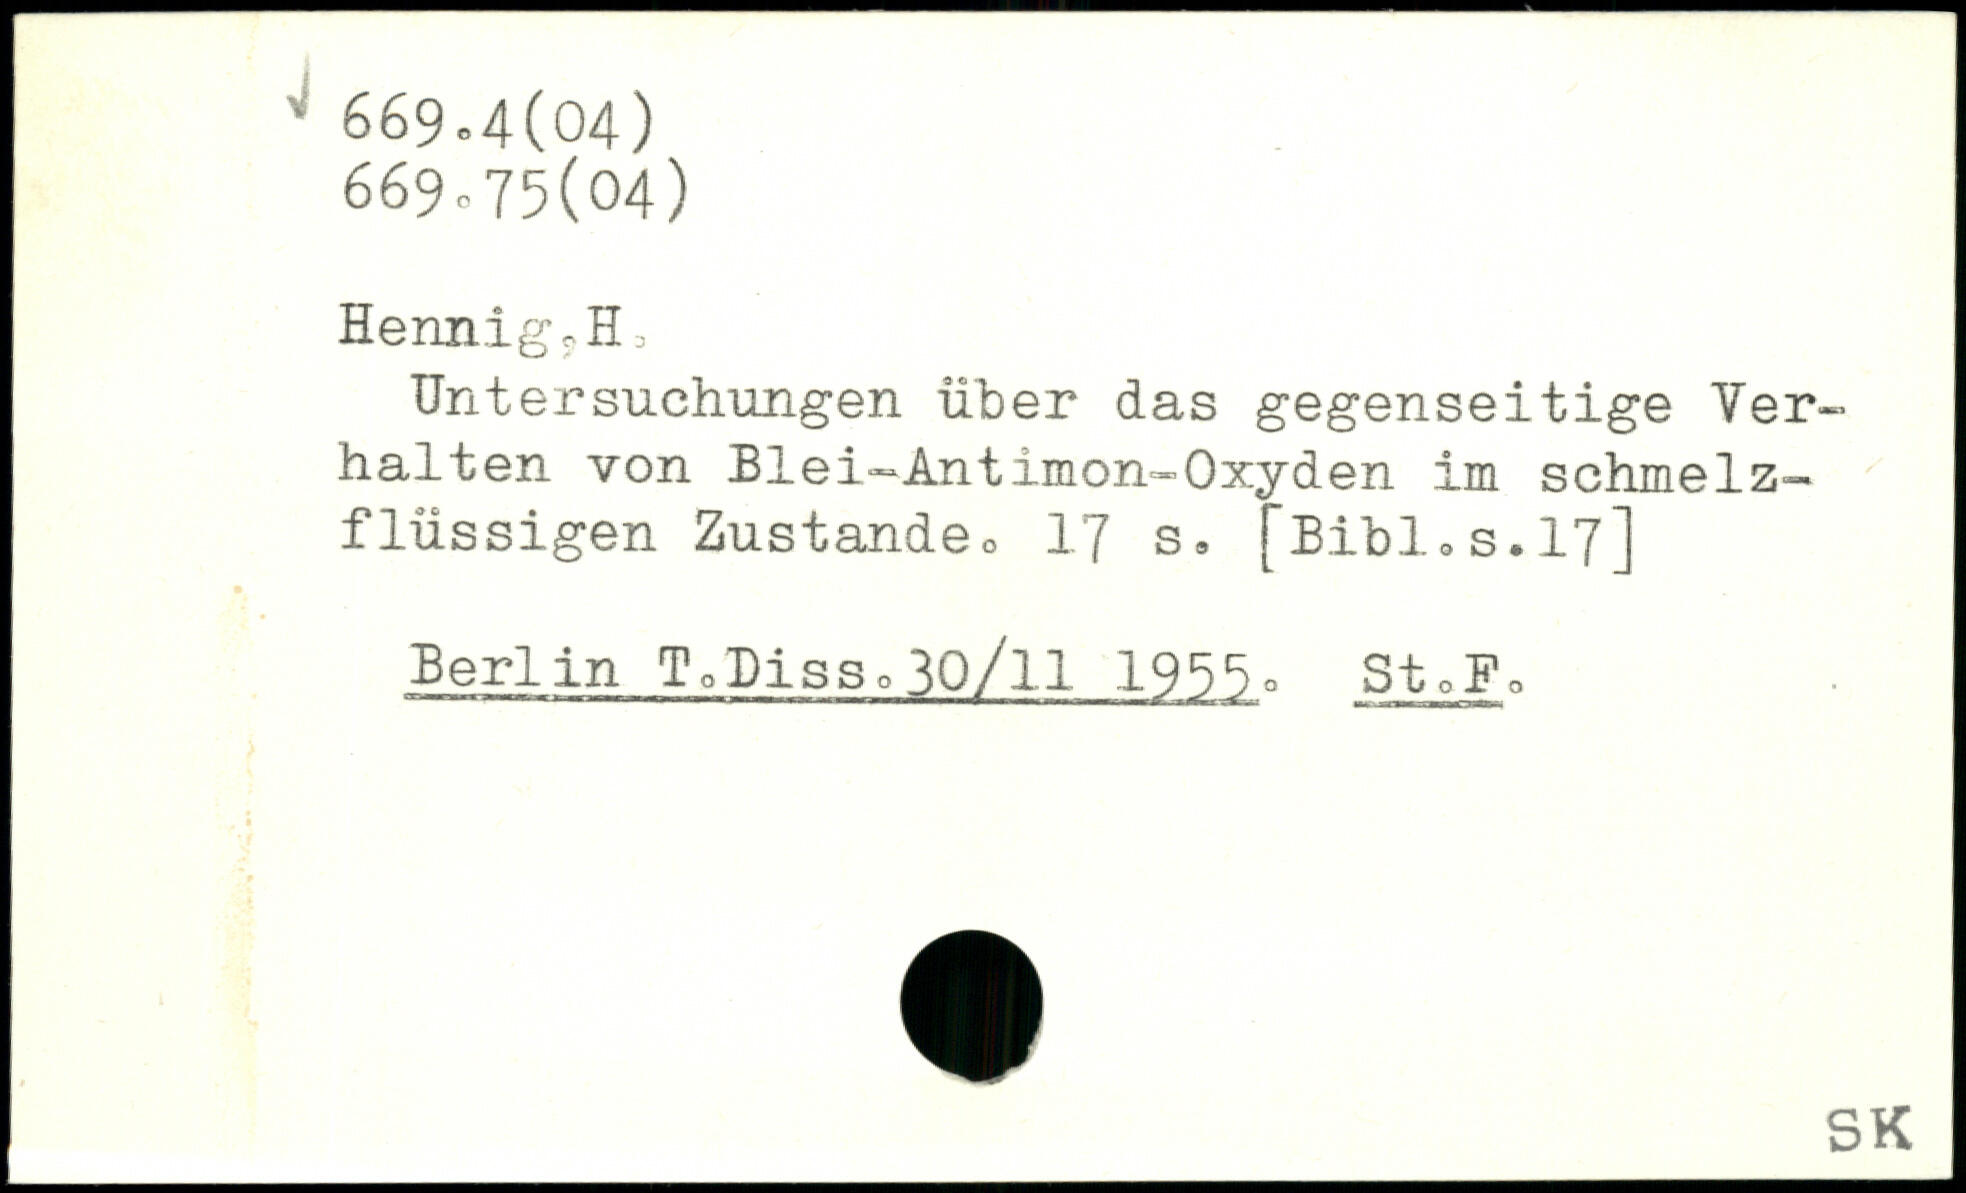 669.4(04)
669.75(04)
Hennig,H.
Untersuchungen über das gegenseitige Ver-
halten von Blei-Antimon-Oxyden im schmelz-
flüssigen Zustande. 17 s. [Bibl.s.17]
Berlin T.Diss.30/11 1955. St.F.
SK